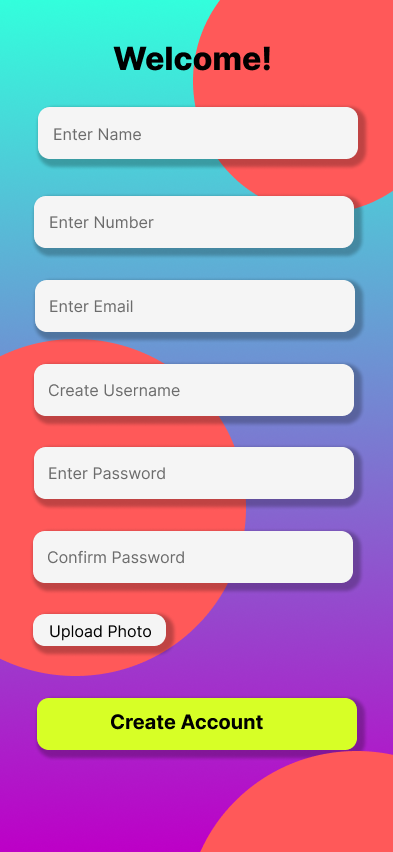 Welcome!
Enter Name
Enter Number
Enter Email
Create Username
Enter Password
Confirm Password
Upload Photo
Create Account